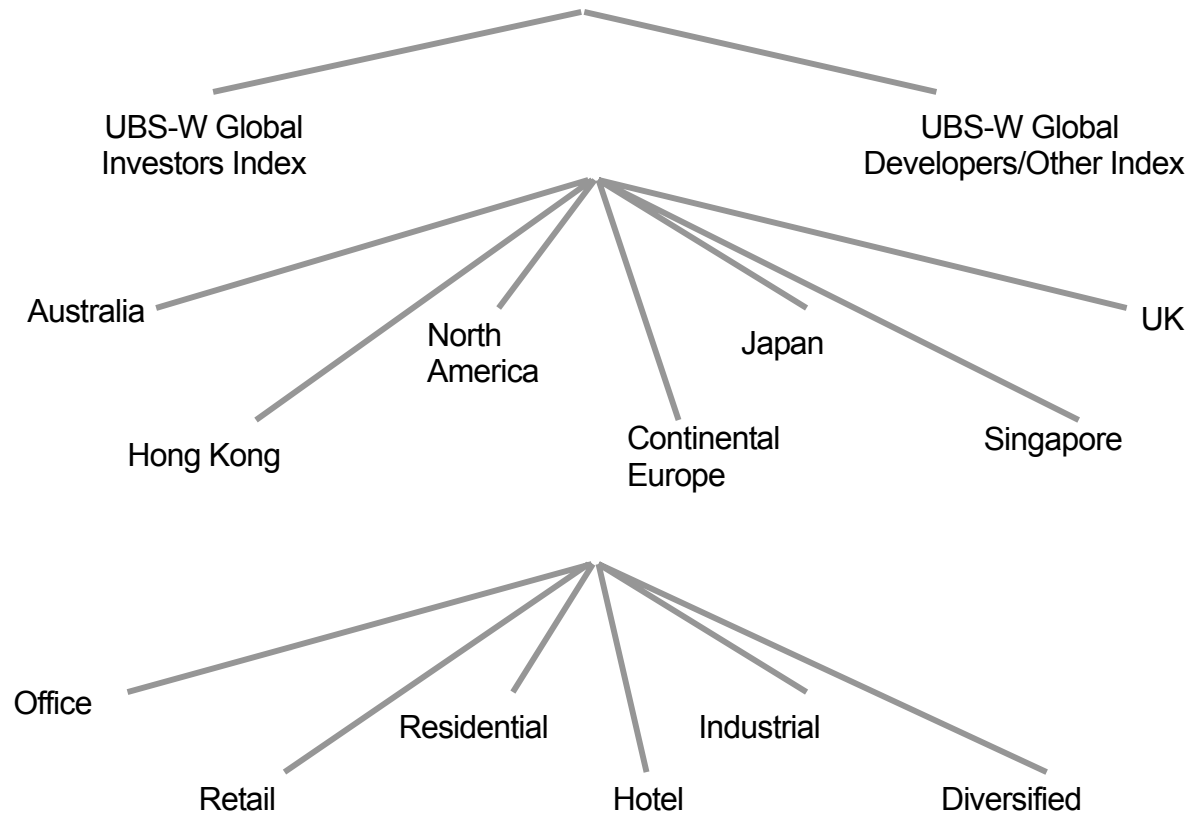 UBS-W Global
Investors Index
UBS-W Global
Developers/Other Index
Australia
North
America
Japan
UK
Hong Kong
Continental
Europe
Singapore
Office
Residential
Industrial
Retail
Hotel
Diversified